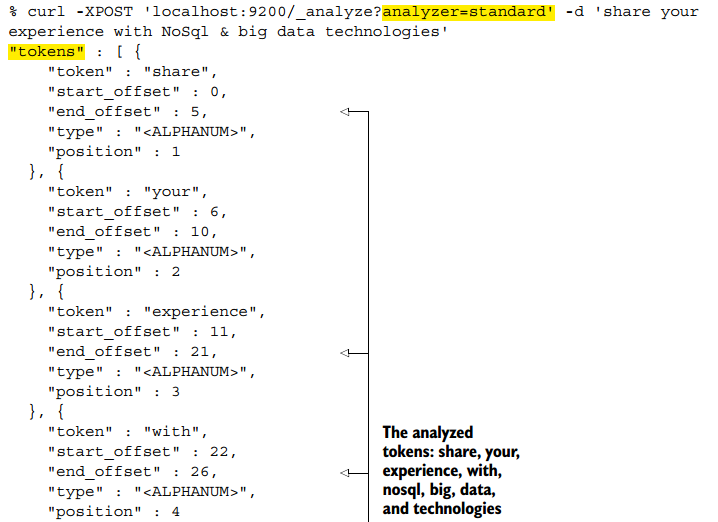 % curl -XPOST 'localhost:9200/_analyze?analyzer=standard' -d 'share your
experience with NoSql & big data technologies'
"tokens" : [ {
"token" : "share",
"start_offset" : 0,
"end_offset" : 5,
"type" : "<ALPHANUM>",
"position" : 1
}, {
"token" : "your",
"start_offset" : 6,
"end_offset" : 10,
"type" : "<ALPHANUM>",
"position" : 2
}, {
"token" : "experience",
"start_offset" : 11,
"end_offset" : 21,
"type" : "<ALPHANUM>",
"position" : 3
}, {
"token" : "with",
"start_offset" : 22,
"end_offset" : 26,
"type" : "<ALPHANUM>",
"position" : 4
The analyzed
tokens: share, your,
experience, with,
nosql, big, data,
and technologies